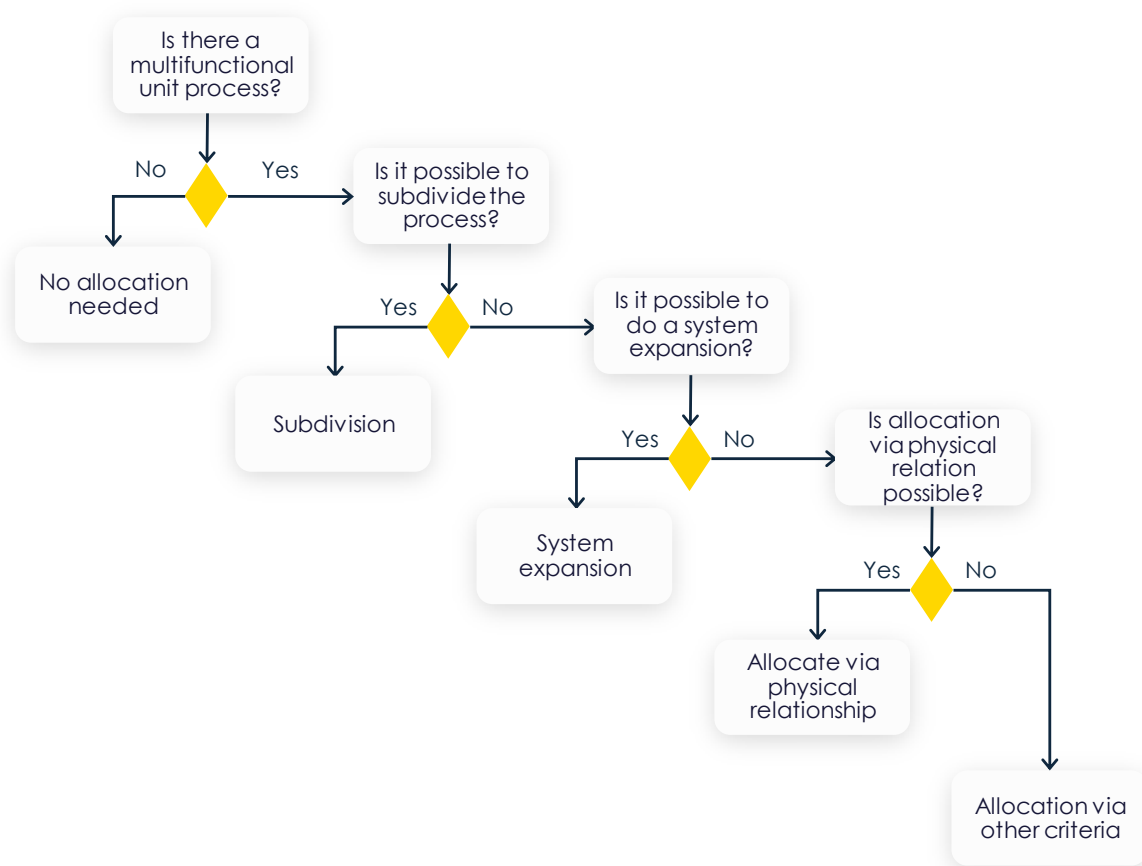 Is there a
multifunctional
unit process?
No
Yes
Is it possible to
subdivide the
process?
No allocation
needed
Yes
No
Is it possible to
do a system
expansion?
Subdivision
Yes
No
Is allocation
via physical
relation
possible?
System
expansion
Yes
No
Allocate via
physical
relationship
Allocation via
other criteria